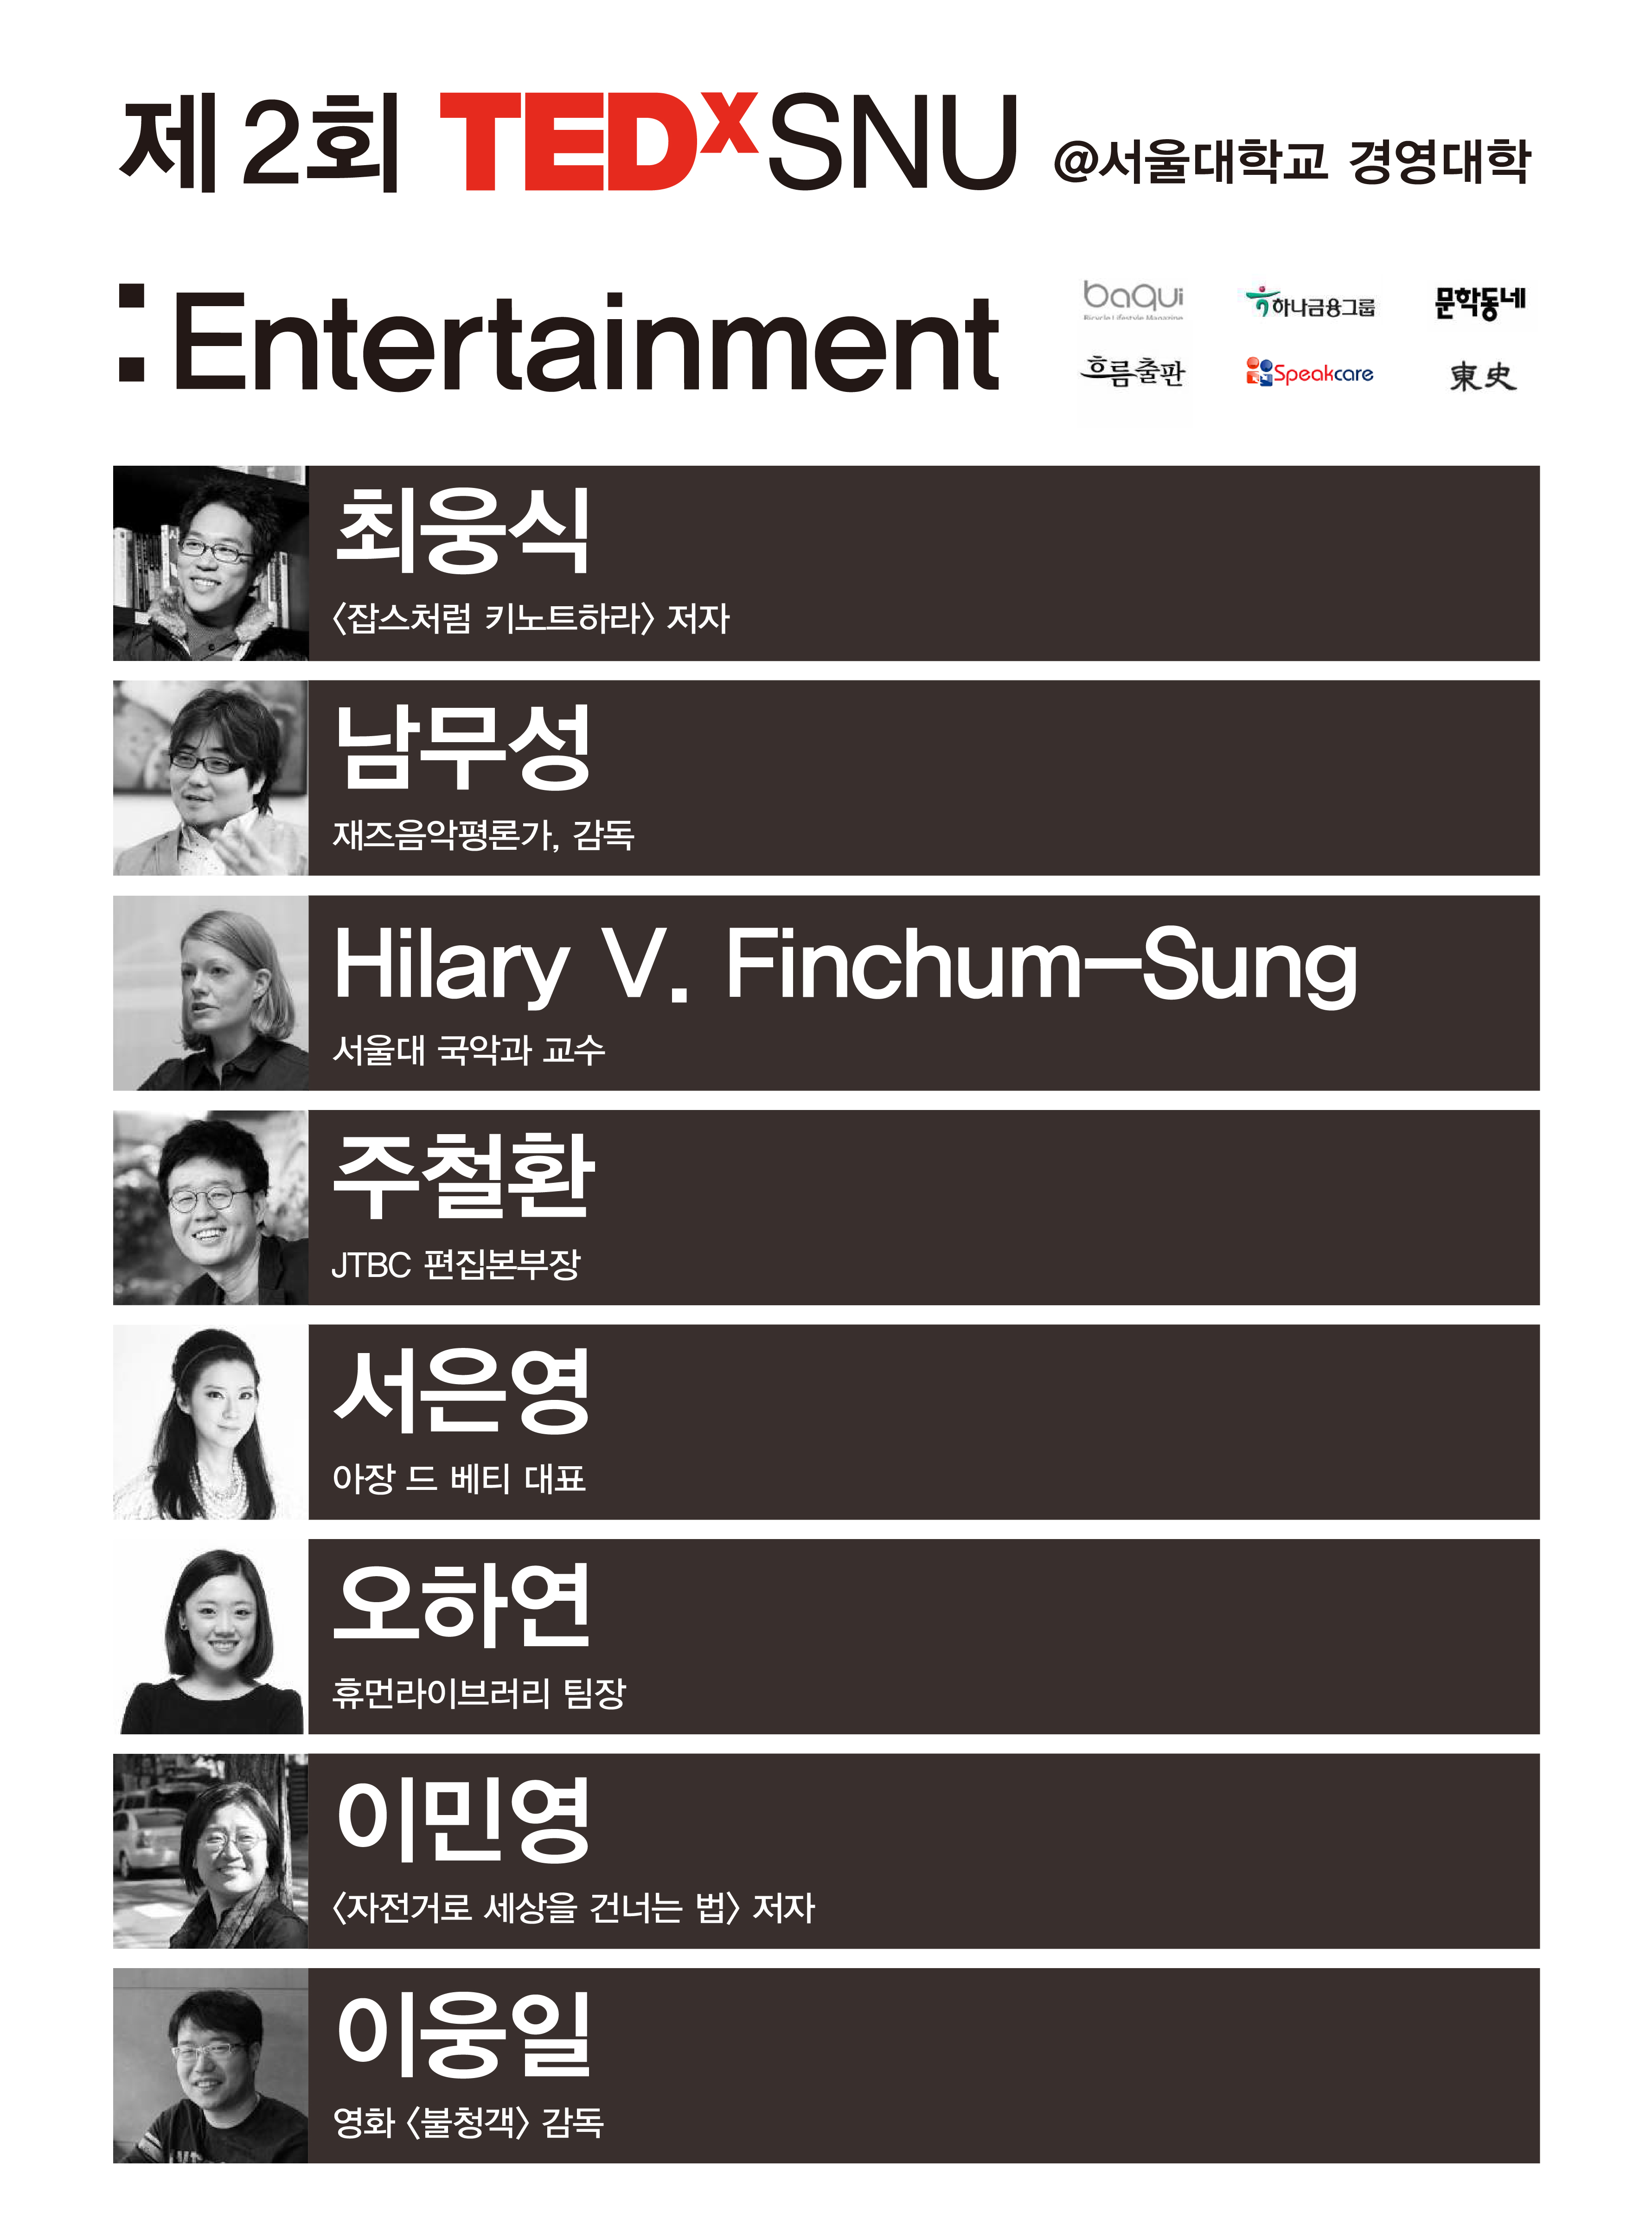 제2회 TEDxSNU @서울대학교 경영대학
:Entertainment
baqui 하나금융그룹 문학동네
Bicycle Lifestyle Magazine
흐름출판 Speakcare 東史
최웅식
<잡스처럼 키노트하라> 저자
남무성
재즈음악평론가, 감독
Hilary V. Finchum-Sung
서울대 국악과 교수
주철환
JTBC 편집본부장
서은영
아장 드 베티 대표
오하연
휴먼라이브러리 팀장
이민영
<자전거로 세상을 건너는 법> 저자
이웅일
영화 <불청객> 감독